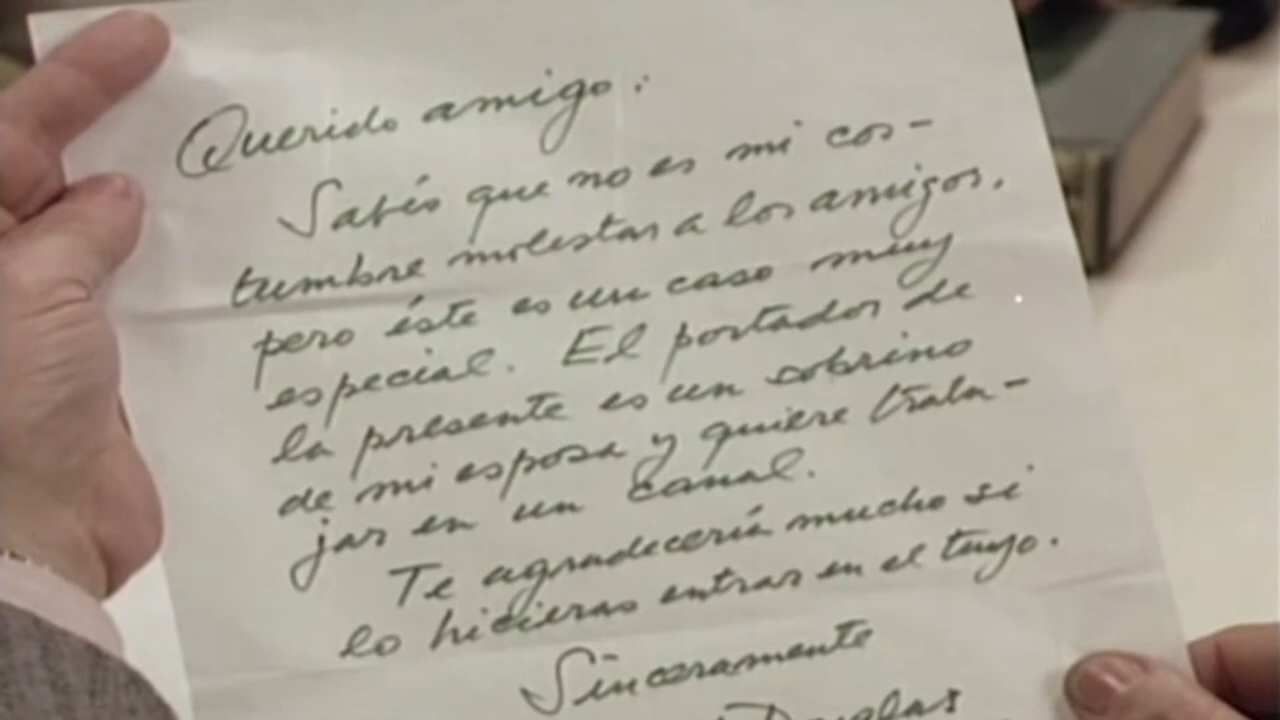 Querido amigo:
Sabés que no es mi cos-
tumbre molestar a los amigos,
pero éste es un caso muy
especial. El portador de
la presente es un sobrino
de mi esposa y quiere traba-
jar en un canal.
Te agradecería mucho si
lo hicieras entrar en el tuyo.
Sinceramente
Douglas